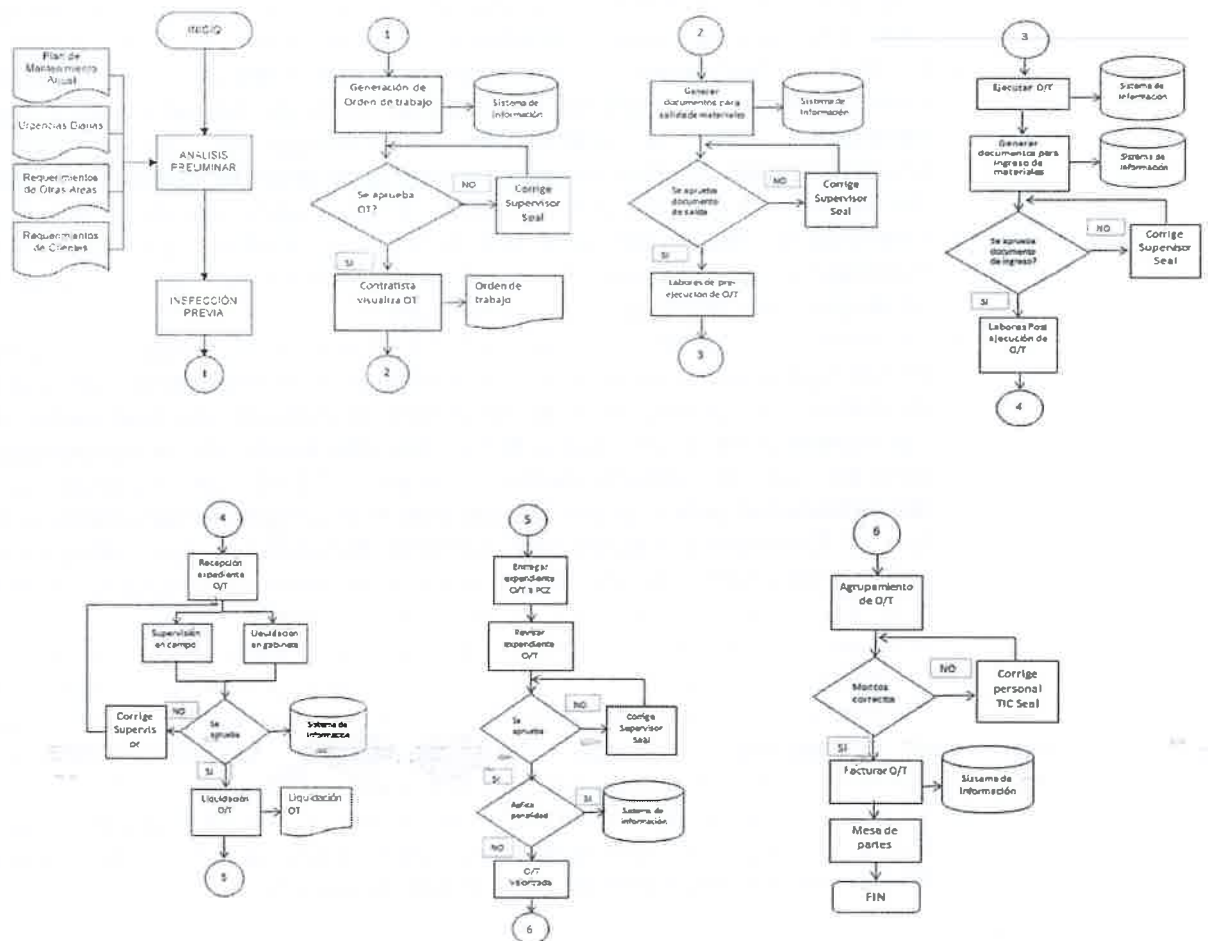 INICIO
Plan de
Mantenimiento
Anual
Urgencias Diarias
Requerimientos
de Otras Areas
Requerimientos
de Clientes
ANÁLISIS
PRELIMINAR
INSPECCIÓN
PREVIA
1
1
Generación de
Orden de trabajo
Sistema de
Información
Se aprueba
OT?
NO
Corrige
Supervisor
Seal
SI
Contratista
visualiza OT
Orden de
trabajo
2
2
Generar
documentos para
salida de materiales
Sistema de
Información
Se aprueba
documento
de salida
NO
Corrige
Supervisor
Seal
SI
Labores de pre-
ejecución de O/T
3
3
Ejecutar O/T
Sistema de
Información
Generar
documentos para
ingreso de
materiales
Sistema de
Información
Se aprueba
documento
de ingreso?
NO
Corrige
Supervisor
Seal
SI
Labores Post
ejecución de
O/T
4
4
Recepción
expediente
O/T
Supervisión
en campo
Liquidación
en gabinete
NO
Corrige
Supervis
or
Se
aprueba
Sistema de
Información
SI
Liquidación
O/T
Liquidación
OT
5
5
Entregar
expendiente
O/T a PCZ
Revisar
expendiente
O/T
Se
aprueba
NO
Corrige
Supervisor
Seal
SI
Aplica
penalidad
SI
Sistema de
Información
NO
O/T
Valorizada
6
6
Agrupamiento
de O/T
Montos
correcto
NO
Corrige
personal
TIC Seal
SI
Facturar O/T
Sistema de
Información
Mesa de
partes
FIN